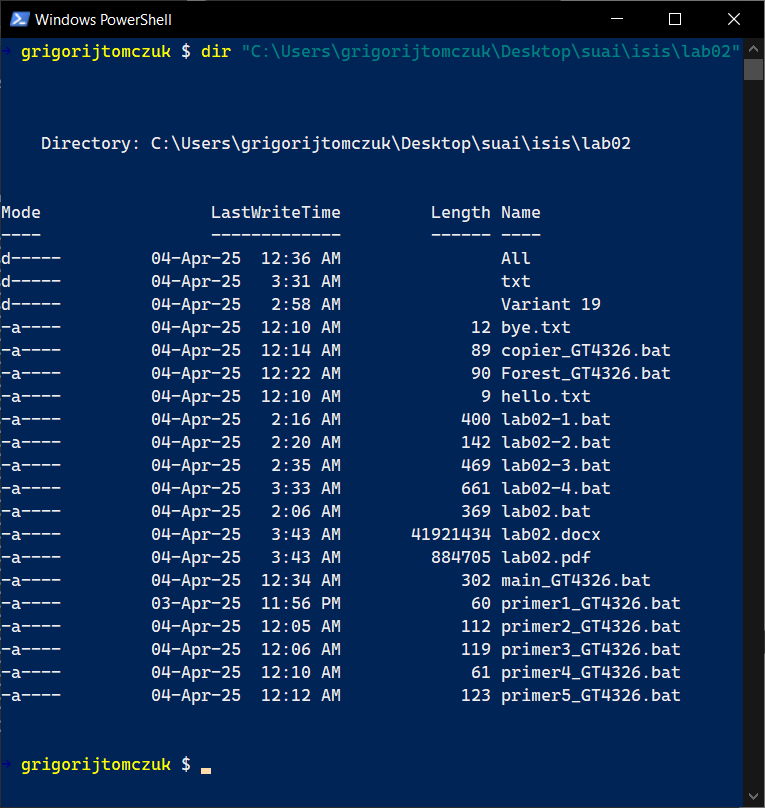 Windows PowerShell
→ grigorijtomczuk $ dir "C:\Users\grigorijtomczuk\Desktop\suai\isis\lab02"
Directory: C:\Users\grigorijtomczuk\Desktop\suai\isis\lab02
Mode                 LastWriteTime         Length Name
----                 -------------         ------ ----
d-----         04-Apr-25  12:36 AM                All
d-----         04-Apr-25   3:31 AM                txt
d-----         04-Apr-25   2:58 AM                Variant 19
-a----         04-Apr-25  12:10 AM             12 bye.txt
-a----         04-Apr-25  12:14 AM             89 copier_GT4326.bat
-a----         04-Apr-25  12:22 AM             90 Forest_GT4326.bat
-a----         04-Apr-25  12:10 AM              9 hello.txt
-a----         04-Apr-25   2:16 AM            400 lab02-1.bat
-a----         04-Apr-25   2:20 AM            142 lab02-2.bat
-a----         04-Apr-25   2:35 AM            469 lab02-3.bat
-a----         04-Apr-25   3:33 AM            661 lab02-4.bat
-a----         04-Apr-25   2:06 AM            369 lab02.bat
-a----         04-Apr-25   3:43 AM       41921434 lab02.docx
-a----         04-Apr-25   3:43 AM         884705 lab02.pdf
-a----         04-Apr-25  12:34 AM            302 main_GT4326.bat
-a----         03-Apr-25  11:56 PM             60 primer1_GT4326.bat
-a----         04-Apr-25  12:05 AM            112 primer2_GT4326.bat
-a----         04-Apr-25  12:06 AM            119 primer3_GT4326.bat
-a----         04-Apr-25  12:10 AM             61 primer4_GT4326.bat
-a----         04-Apr-25  12:12 AM            123 primer5_GT4326.bat
→ grigorijtomczuk $